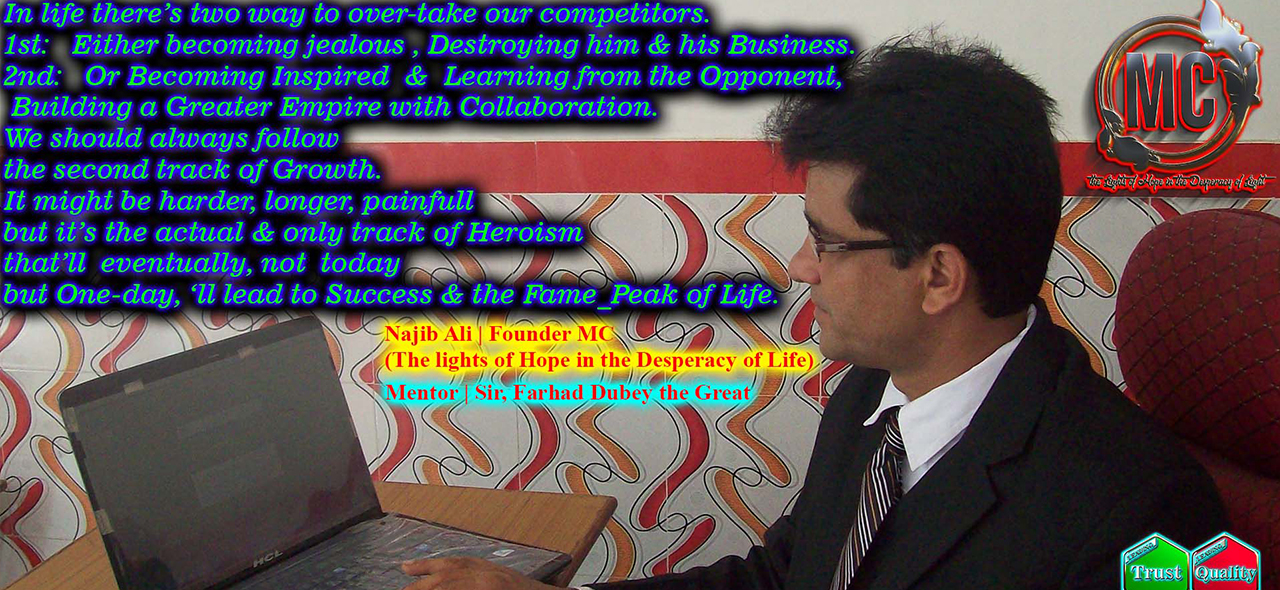 In life there's two way to over-take our competitors.
1st: Either becoming jealous , Destroying him & his Business.
2nd: Or Becoming Inspired & Learning from the Opponent,
Building a Greater Empire with Collaboration.
We should always follow
the second track of Growth.
It might be harder, longer, painfull
but it's the actual & only track of Heroism
that'll eventually, not today
but One-day, 'll lead to Success & the Fame_Peak of Life.
Najib Ali | Founder MC
(The lights of Hope in the Desperacy of Life)
Mentor | Sir, Farhad Dubey the Great
MC
the Lights of Hope in the Desperacy of Light
HCL
Trust
Quality